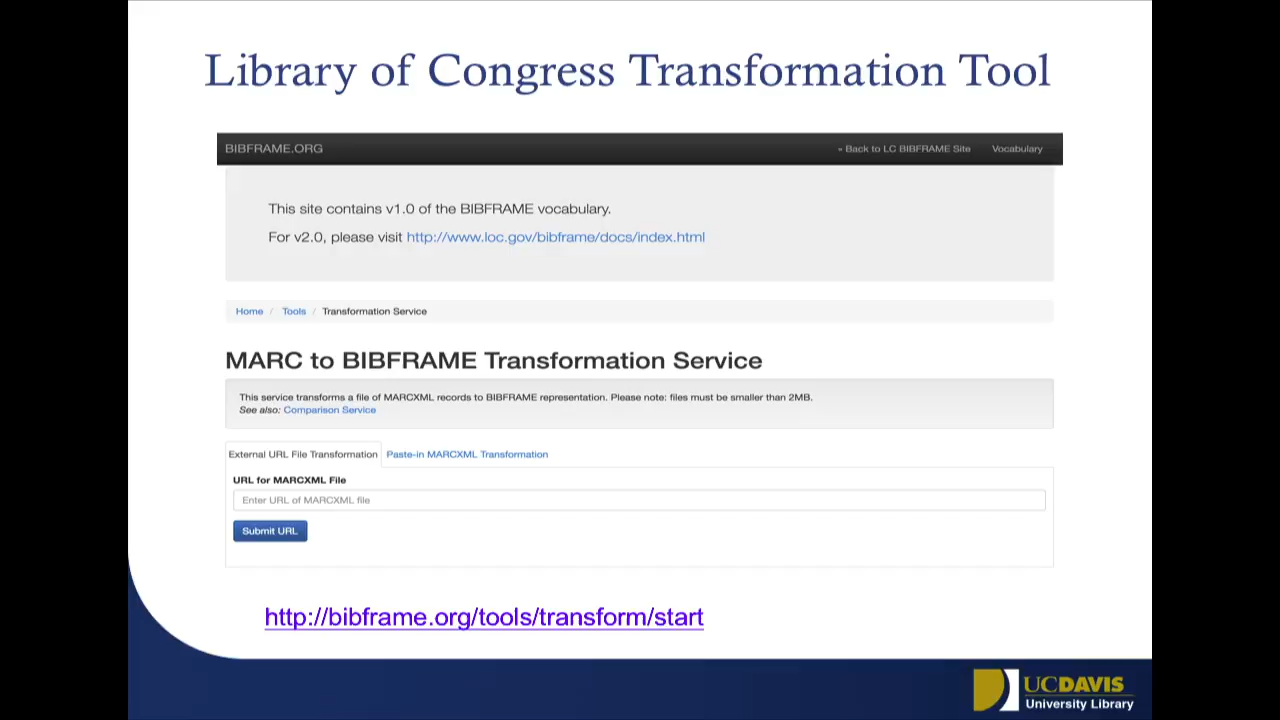 Library of Congress Transformation Tool
BIBFRAME.ORG
« Back to LC BIBFRAME Site
Vocabulary
This site contains v1.0 of the BIBFRAME vocabulary.
For v2.0, please visit http://www.loc.gov/bibframe/docs/index.html
Home / Tools / Transformation Service
MARC to BIBFRAME Transformation Service
This service transforms a file of MARCXML records to BIBFRAME representation. Please note: files must be smaller than 2MB.
See also: Comparison Service
External URL File Transformation
Paste-in MARCXML Transformation
URL for MARCXML File
Enter URL of MARCXML file
Submit URL
http://bibframe.org/tools/transform/start
UCDAVIS
University Library